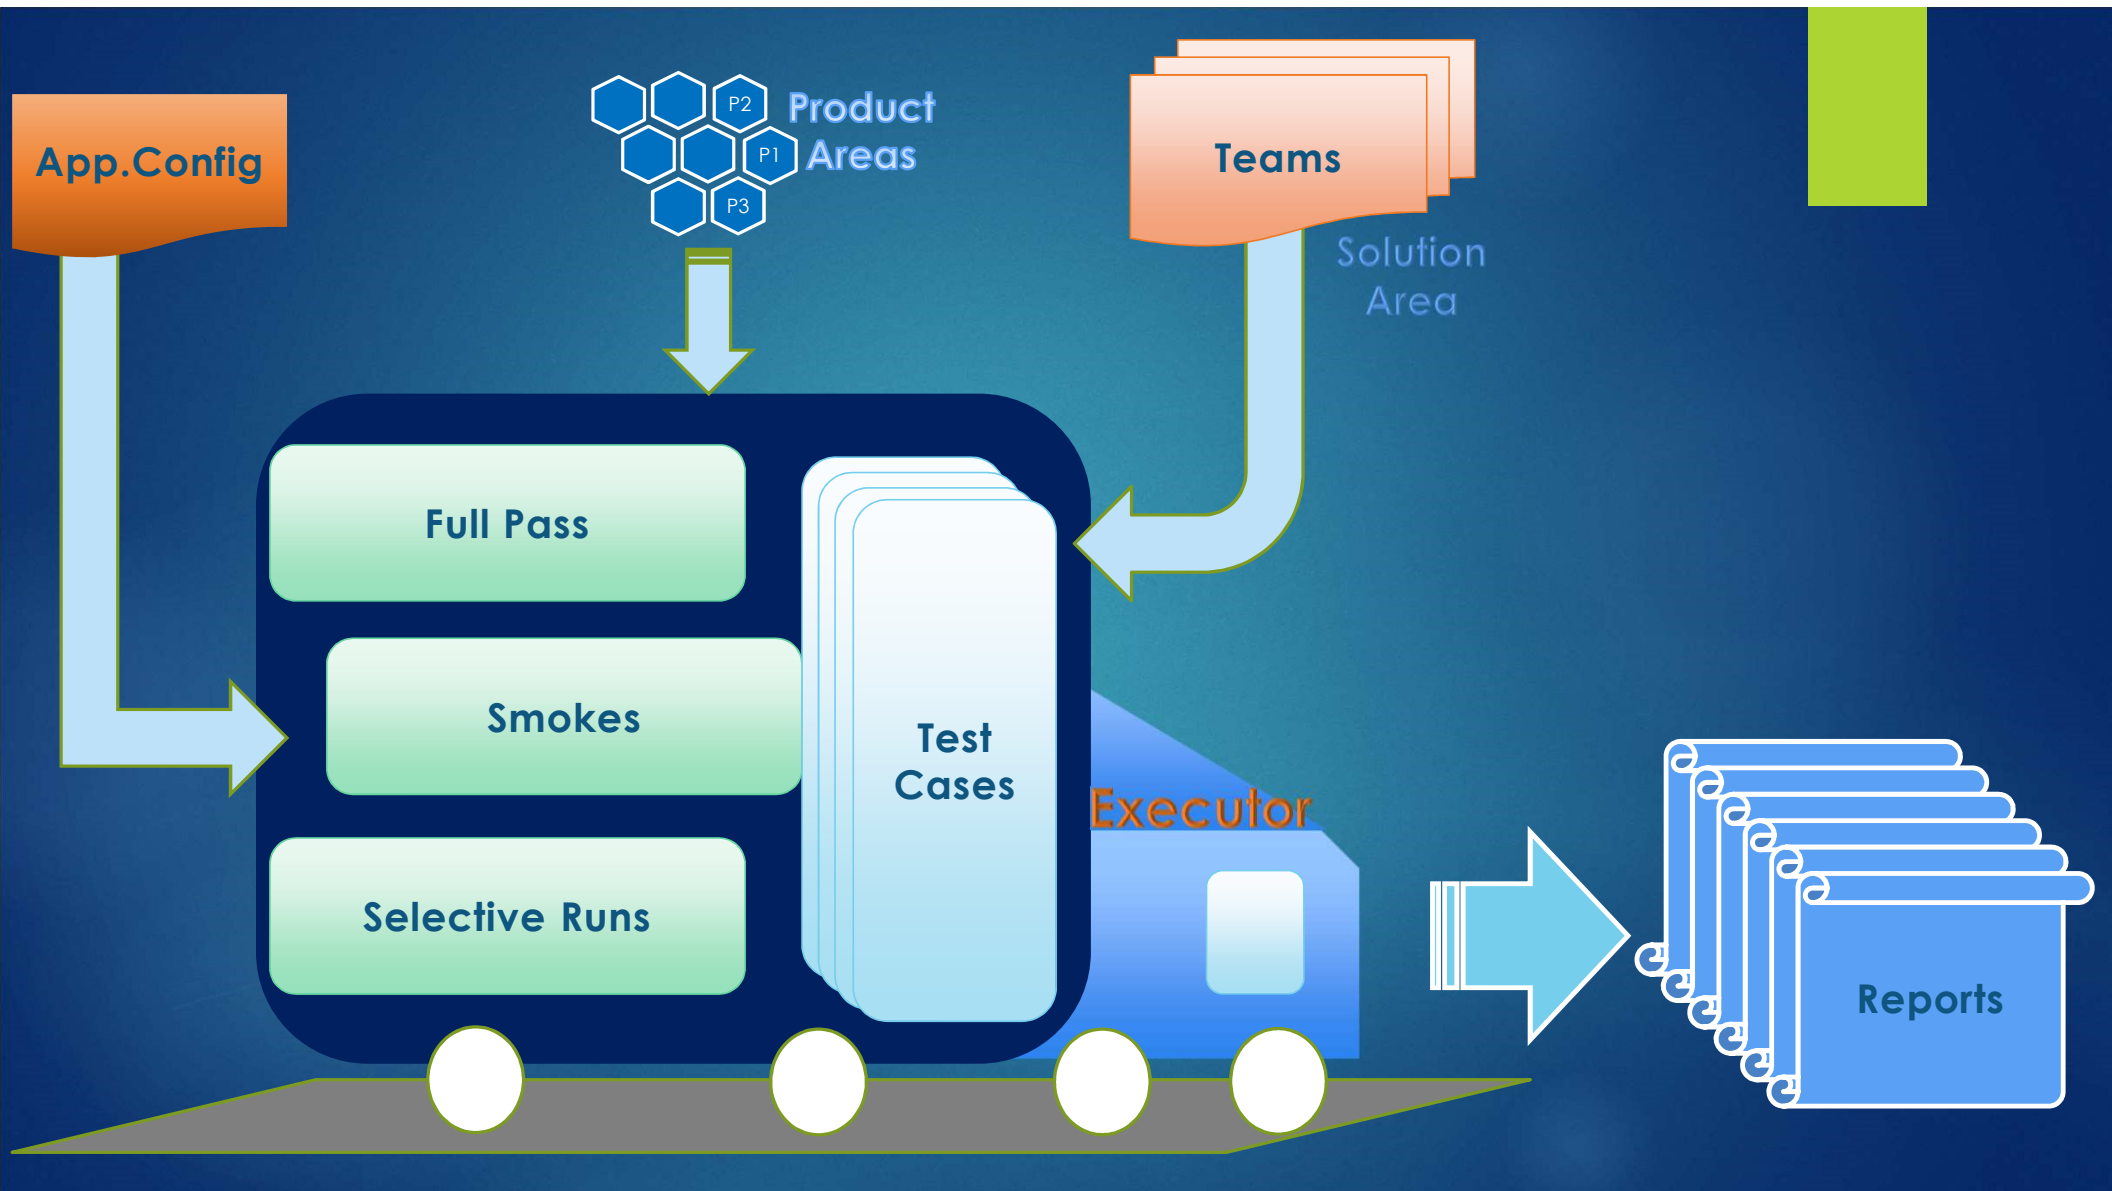 App.Config
P2
P1
P3
Product
Areas
Teams
Solution
Area
Full Pass
Smokes
Selective Runs
Test
Cases
Executor
Reports